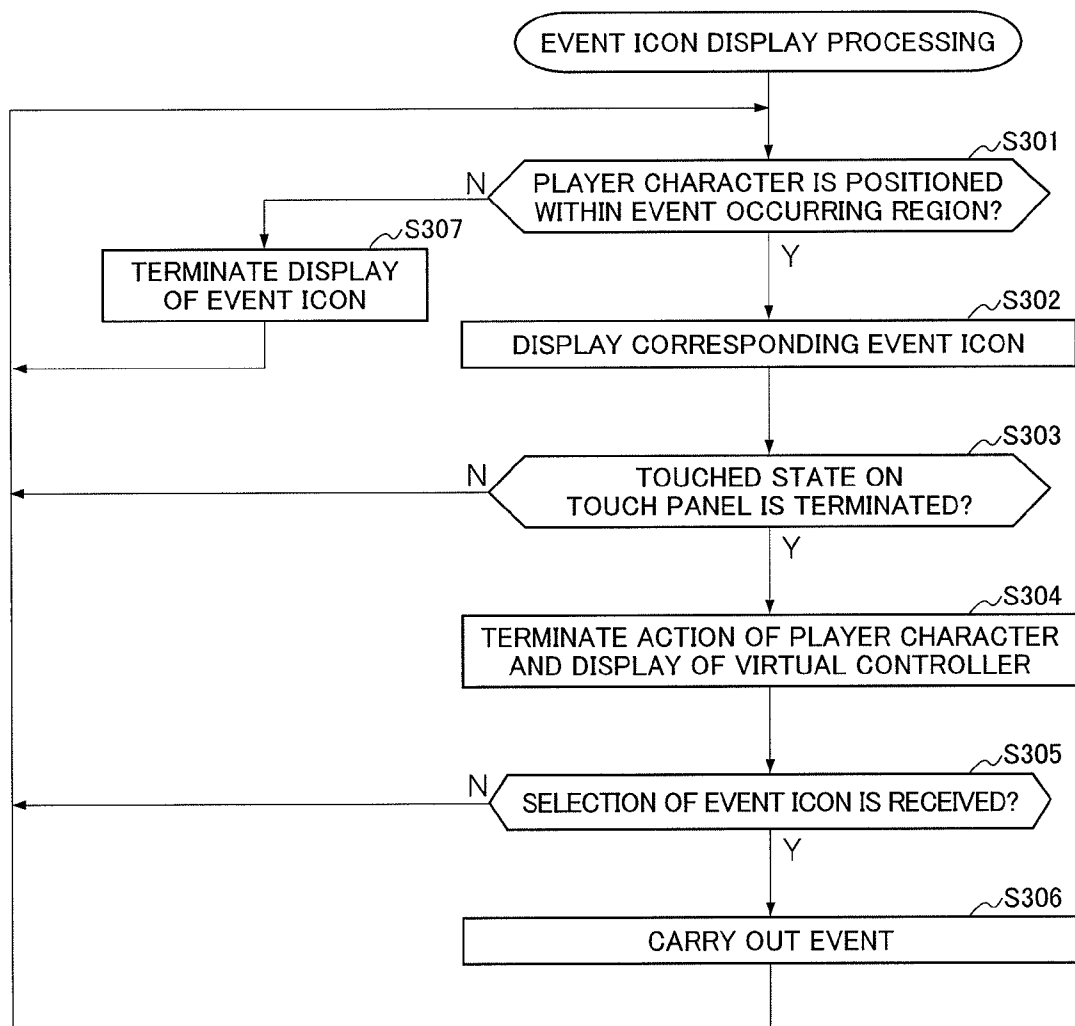 EVENT ICON DISPLAY PROCESSING
S301
N
PLAYER CHARACTER IS POSITIONED
WITHIN EVENT OCCURRING REGION?
Y
S307
TERMINATE DISPLAY
OF EVENT ICON
S302
DISPLAY CORRESPONDING EVENT ICON
S303
N
TOUCHED STATE ON
TOUCH PANEL IS TERMINATED?
Y
S304
TERMINATE ACTION OF PLAYER CHARACTER
AND DISPLAY OF VIRTUAL CONTROLLER
S305
N
SELECTION OF EVENT ICON IS RECEIVED?
Y
S306
CARRY OUT EVENT